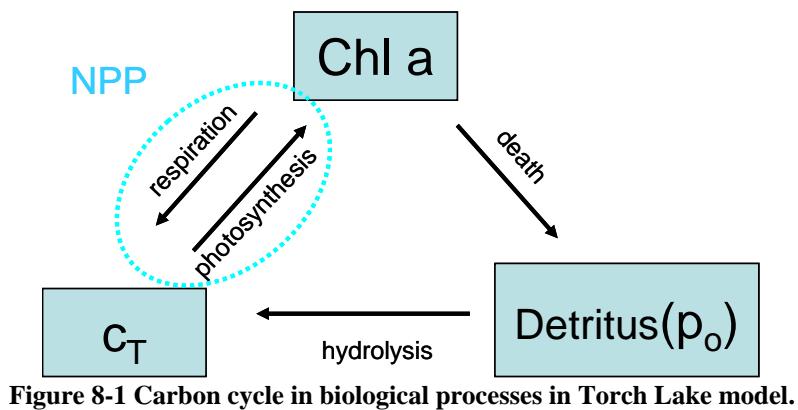 Chl a
NPP
respiration
photosynthesis
death
c_T
Detritus(p_o)
hydrolysis
Figure 8-1 Carbon cycle in biological processes in Torch Lake model.